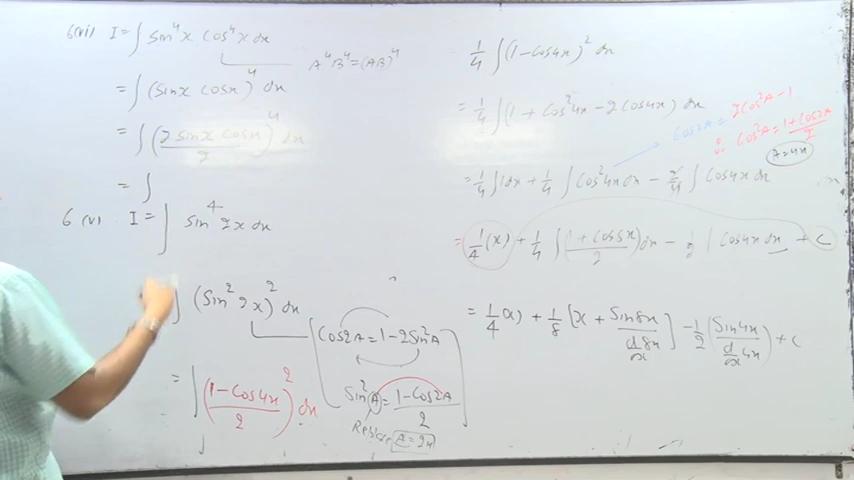 6(vii) I = ∫ Sin⁴x Cos⁴x dx
A⁴B⁴ = (AB)⁴
= ∫ (Sinx Cosx)⁴ dx
= ∫ (2 Sinx Cosx / 2)⁴ dx
= ∫
6 (vi) I = ∫ Sin⁴ 2x dx
∫ (Sin² 2x)² dx
Cos2A = 1 - 2Sin²A
Sin²A = (1 - Cos2A) / 2
A = 2x
= ∫ ((1 - Cos4x) / 2)² dx
1/4 ∫ (1 - Cos4x)² dx
= 1/4 ∫ (1 + Cos²4x - 2 Cos4x) dx
Cos2A = 2Cos²A - 1
∴ Cos²A = (1 + Cos2A) / 2
A = 4x
= 1/4 ∫ 1 dx + 1/4 ∫ Cos²4x dx - 2/4 ∫ Cos4x dx
= 1/4 (x) + 1/4 ∫ ((1 + Cos8x) / 2) dx - 1/2 ∫ Cos4x dx + C
= 1/4 (x) + 1/8 [x + Sin8x / (d/dx 8x)] - 1/2 (Sin4x / (d/dx 4x)) + C